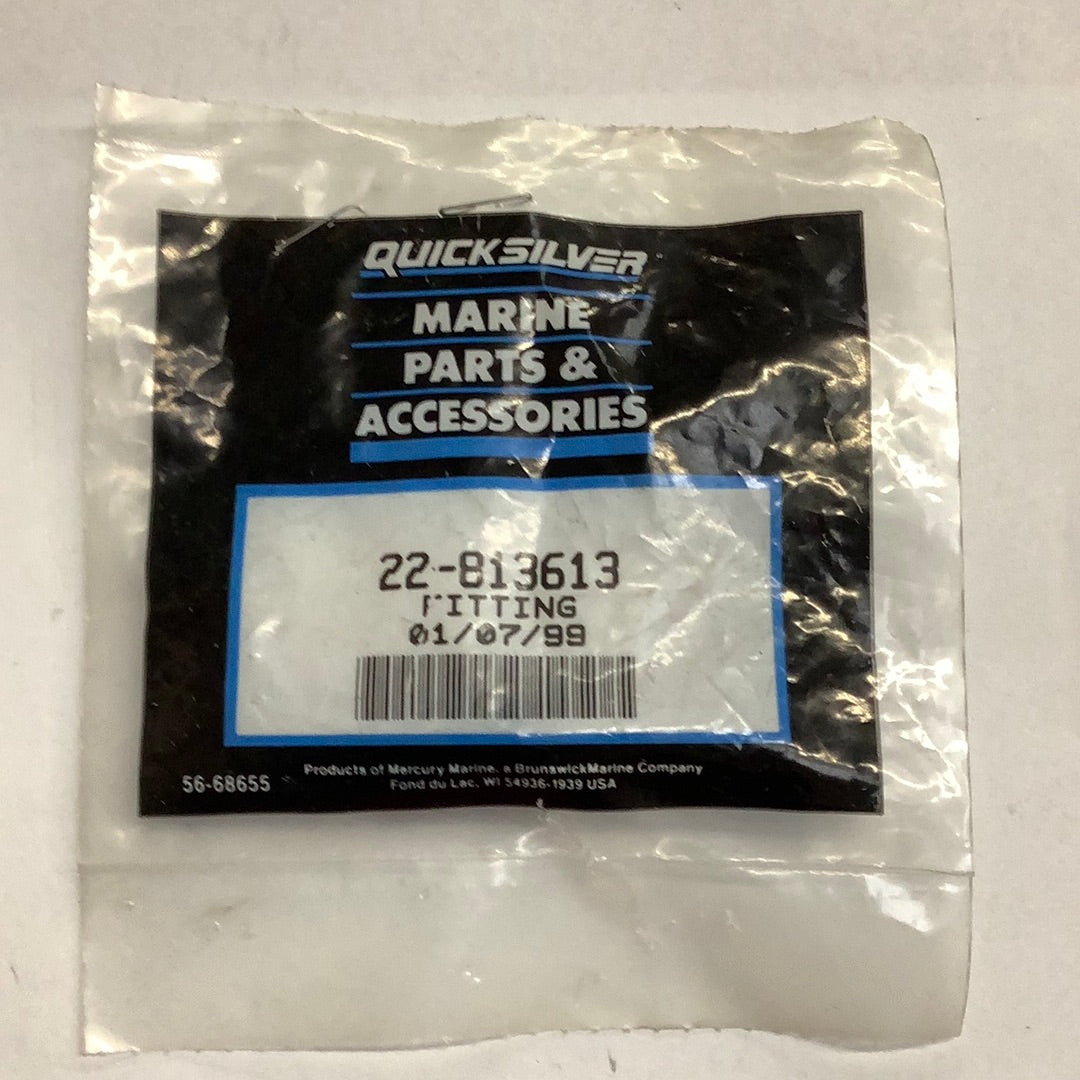 QUICKSILVER
MARINE
PARTS &
ACCESSORIES
22-813613
FITTING
01/07/99
56-68655
Products of Mercury Marine, a BrunswickMarine Company
Fond du Lac, WI 54936-1939 USA